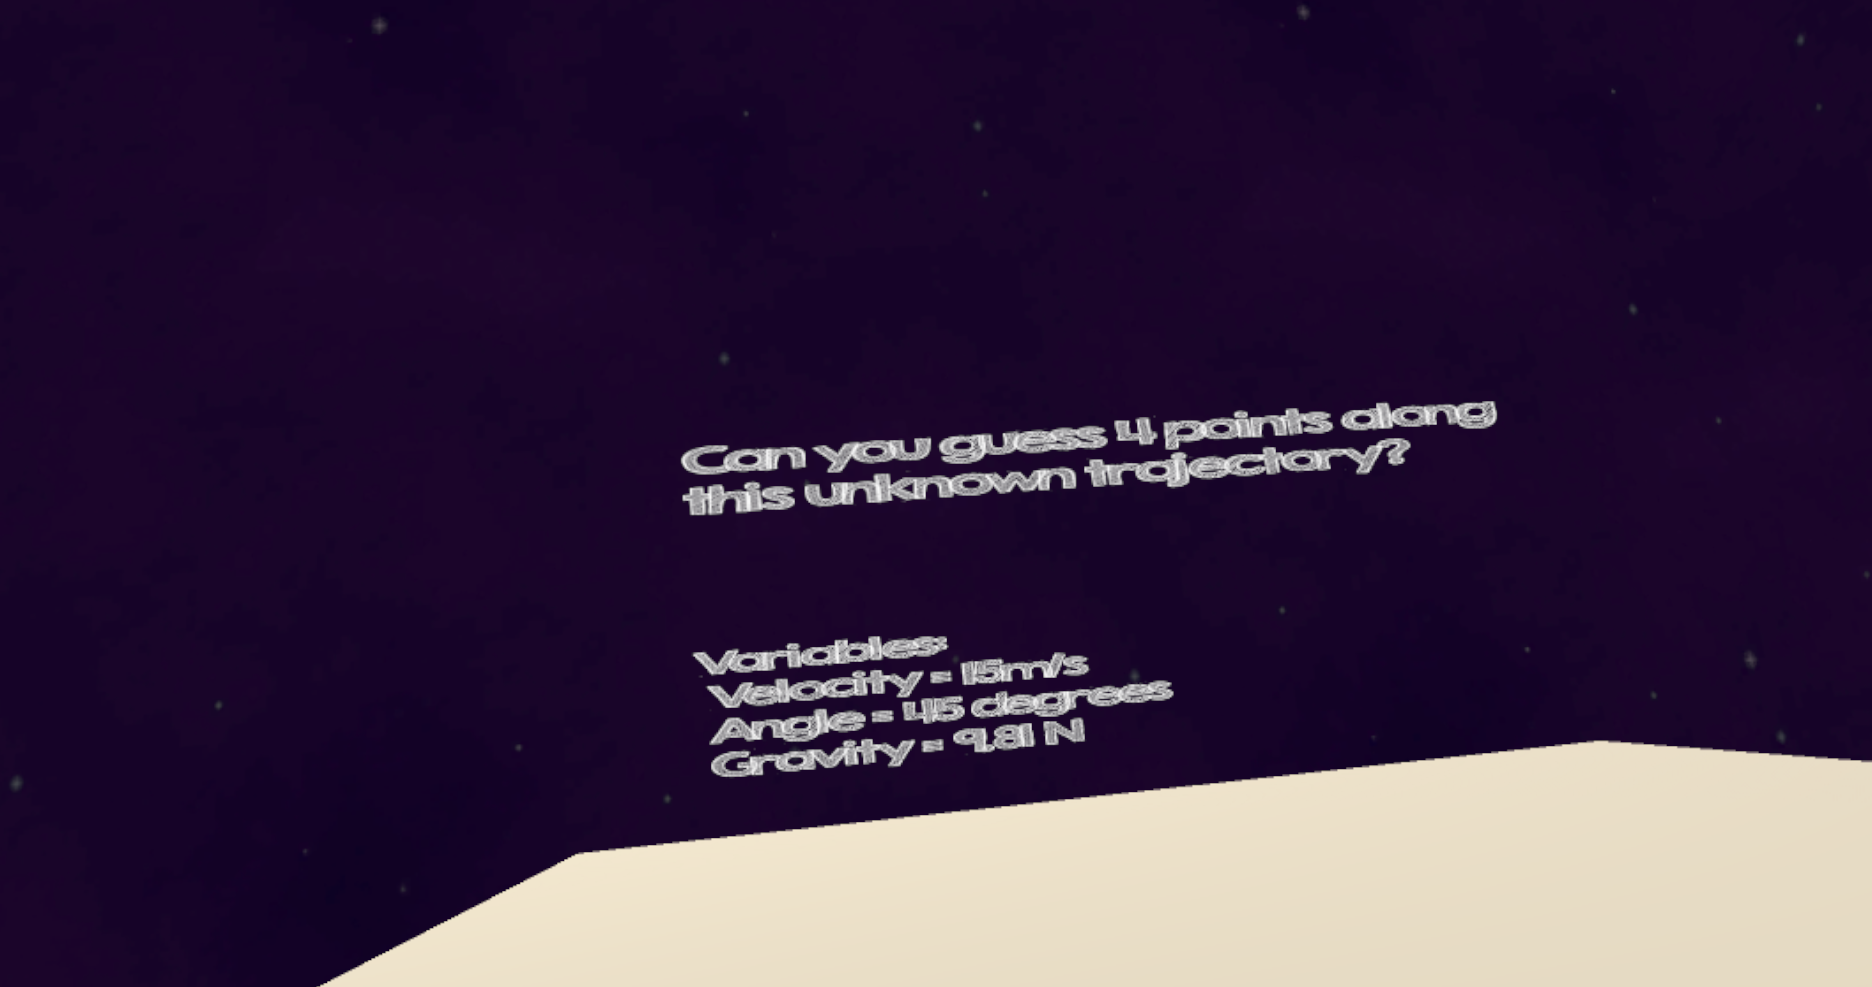 Can you guess 4 points along
this unknown trajectory?
Variables:
Velocity = 15m/s
Angle = 45 degrees
Gravity = 9.81 N